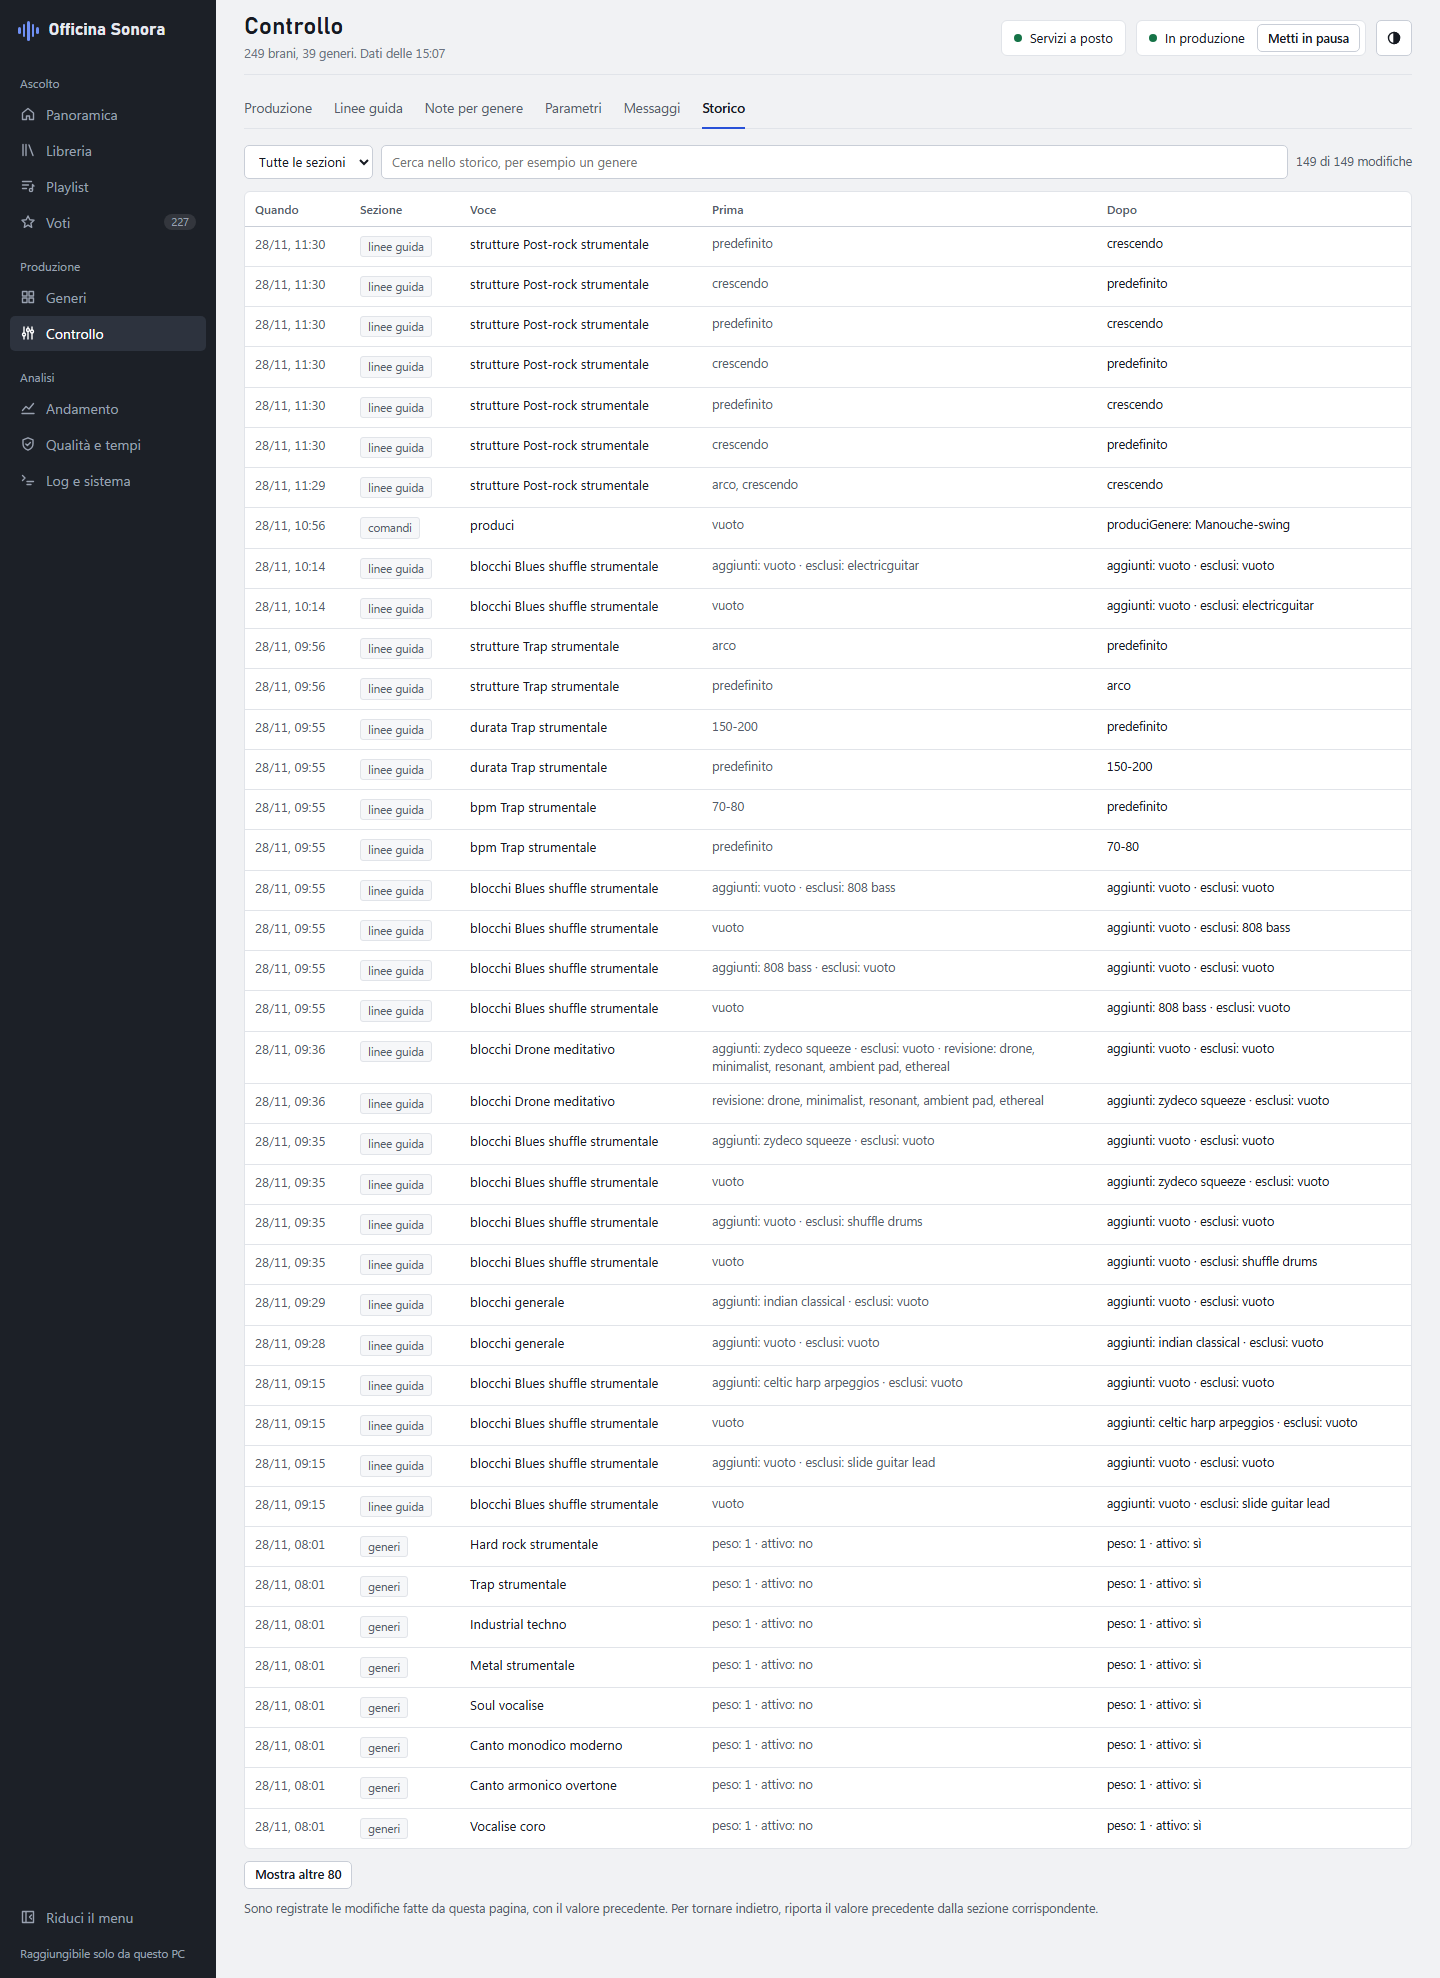 Officina Sonora
Ascolto
Panoramica
Libreria
Playlist
Voti 227
Produzione
Generi
Controllo
Analisi
Andamento
Qualità e tempi
Log e sistema
Riduci il menu
Raggiungibile solo da questo PC
Controllo
249 brani, 39 generi. Dati delle 15:07
Servizi a posto
In produzione Metti in pausa
Produzione Linee guida Note per genere Parametri Messaggi Storico
Tutte le sezioni Cerca nello storico, per esempio un genere 149 di 149 modifiche
Quando Sezione Voce Prima Dopo
28/11, 11:30 linee guida strutture Post-rock strumentale predefinito crescendo
28/11, 11:30 linee guida strutture Post-rock strumentale crescendo predefinito
28/11, 11:30 linee guida strutture Post-rock strumentale predefinito crescendo
28/11, 11:30 linee guida strutture Post-rock strumentale crescendo predefinito
28/11, 11:30 linee guida strutture Post-rock strumentale predefinito crescendo
28/11, 11:30 linee guida strutture Post-rock strumentale crescendo predefinito
28/11, 11:29 linee guida strutture Post-rock strumentale arco, crescendo crescendo
28/11, 10:56 comandi produci vuoto produciGenere: Manouche-swing
28/11, 10:14 linee guida blocchi Blues shuffle strumentale aggiunti: vuoto · esclusi: electricguitar aggiunti: vuoto · esclusi: vuoto
28/11, 10:14 linee guida blocchi Blues shuffle strumentale vuoto aggiunti: vuoto · esclusi: electricguitar
28/11, 09:56 linee guida strutture Trap strumentale arco predefinito
28/11, 09:56 linee guida strutture Trap strumentale predefinito arco
28/11, 09:55 linee guida durata Trap strumentale 150-200 predefinito
28/11, 09:55 linee guida durata Trap strumentale predefinito 150-200
28/11, 09:55 linee guida bpm Trap strumentale 70-80 predefinito
28/11, 09:55 linee guida bpm Trap strumentale predefinito 70-80
28/11, 09:55 linee guida blocchi Blues shuffle strumentale aggiunti: vuoto · esclusi: 808 bass aggiunti: vuoto · esclusi: vuoto
28/11, 09:55 linee guida blocchi Blues shuffle strumentale vuoto aggiunti: vuoto · esclusi: 808 bass
28/11, 09:55 linee guida blocchi Blues shuffle strumentale aggiunti: 808 bass · esclusi: vuoto aggiunti: vuoto · esclusi: vuoto
28/11, 09:55 linee guida blocchi Blues shuffle strumentale vuoto aggiunti: 808 bass · esclusi: vuoto
28/11, 09:36 linee guida blocchi Drone meditativo aggiunti: zydeco squeeze · esclusi: vuoto · revisione: drone, aggiunti: vuoto · esclusi: vuoto
minimalist, resonant, ambient pad, ethereal
28/11, 09:36 linee guida blocchi Drone meditativo revisione: drone, minimalist, resonant, ambient pad, ethereal aggiunti: zydeco squeeze · esclusi: vuoto
28/11, 09:35 linee guida blocchi Blues shuffle strumentale aggiunti: zydeco squeeze · esclusi: vuoto aggiunti: vuoto · esclusi: vuoto
28/11, 09:35 linee guida blocchi Blues shuffle strumentale vuoto aggiunti: zydeco squeeze · esclusi: vuoto
28/11, 09:35 linee guida blocchi Blues shuffle strumentale aggiunti: vuoto · esclusi: shuffle drums aggiunti: vuoto · esclusi: vuoto
28/11, 09:35 linee guida blocchi Blues shuffle strumentale vuoto aggiunti: vuoto · esclusi: shuffle drums
28/11, 09:29 linee guida blocchi generale aggiunti: indian classical · esclusi: vuoto aggiunti: vuoto · esclusi: vuoto
28/11, 09:28 linee guida blocchi generale aggiunti: vuoto · esclusi: vuoto aggiunti: indian classical · esclusi: vuoto
28/11, 09:15 linee guida blocchi Blues shuffle strumentale aggiunti: celtic harp arpeggios · esclusi: vuoto aggiunti: vuoto · esclusi: vuoto
28/11, 09:15 linee guida blocchi Blues shuffle strumentale vuoto aggiunti: celtic harp arpeggios · esclusi: vuoto
28/11, 09:15 linee guida blocchi Blues shuffle strumentale aggiunti: vuoto · esclusi: slide guitar lead aggiunti: vuoto · esclusi: vuoto
28/11, 09:15 linee guida blocchi Blues shuffle strumentale vuoto aggiunti: vuoto · esclusi: slide guitar lead
28/11, 08:01 generi Hard rock strumentale peso: 1 · attivo: no peso: 1 · attivo: sì
28/11, 08:01 generi Trap strumentale peso: 1 · attivo: no peso: 1 · attivo: sì
28/11, 08:01 generi Industrial techno peso: 1 · attivo: no peso: 1 · attivo: sì
28/11, 08:01 generi Metal strumentale peso: 1 · attivo: no peso: 1 · attivo: sì
28/11, 08:01 generi Soul vocalise peso: 1 · attivo: no peso: 1 · attivo: sì
28/11, 08:01 generi Canto monodico moderno peso: 1 · attivo: no peso: 1 · attivo: sì
28/11, 08:01 generi Canto armonico overtone peso: 1 · attivo: no peso: 1 · attivo: sì
28/11, 08:01 generi Vocalise coro peso: 1 · attivo: no peso: 1 · attivo: sì
Mostra altre 80
Sono registrate le modifiche fatte da questa pagina, con il valore precedente. Per tornare indietro, riporta il valore precedente dalla sezione corrispondente.